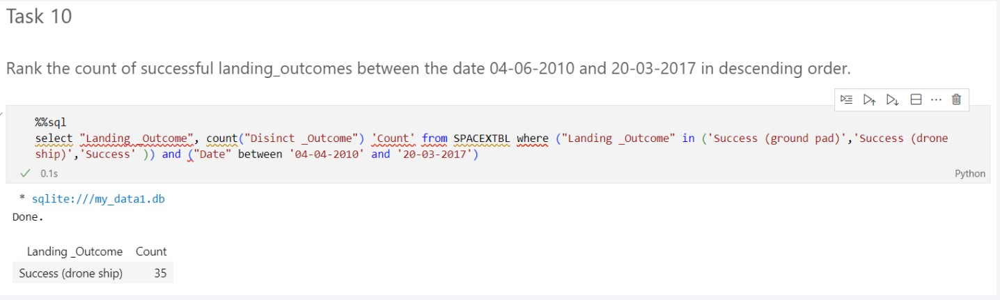 Task 10
Rank the count of successful landing_outcomes between the date 04-06-2010 and 20-03-2017 in descending order.
%%sql
select "Landing _Outcome", count("Disinct _Outcome") 'Count' from SPACEXTBL where ("Landing _Outcome" in ('Success (ground pad)','Success (drone
ship)','Success' )) and ("Date" between '04-04-2010' and '20-03-2017')
0.1s
Python
* sqlite:///my_data1.db
Done.
Landing _Outcome Count
Success (drone ship) 35